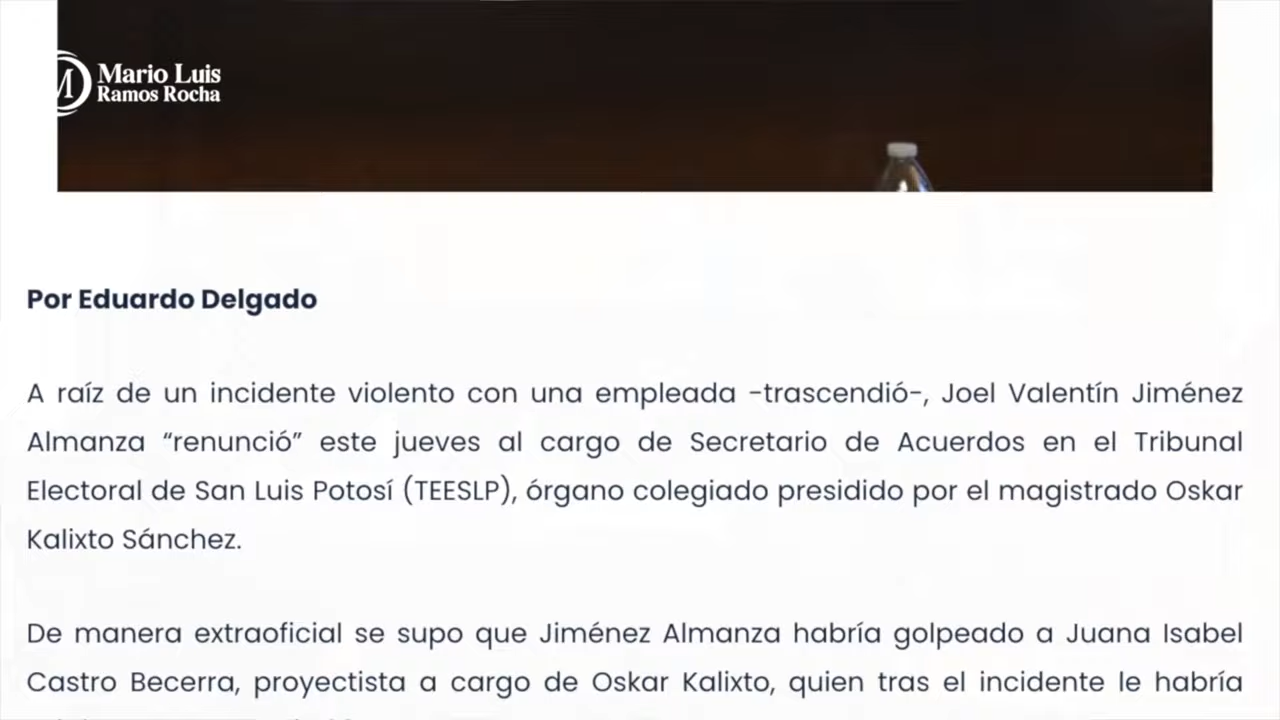 Mario Luis
Ramos Rocha
Por Eduardo Delgado
A raíz de un incidente violento con una empleada -trascendió-, Joel Valentín Jiménez
Almanza “renunció” este jueves al cargo de Secretario de Acuerdos en el Tribunal
Electoral de San Luis Potosí (TEESLP), órgano colegiado presidido por el magistrado Oskar
Kalixto Sánchez.
De manera extraoficial se supo que Jiménez Almanza habría golpeado a Juana Isabel
Castro Becerra, proyectista a cargo de Oskar Kalixto, quien tras el incidente le habría